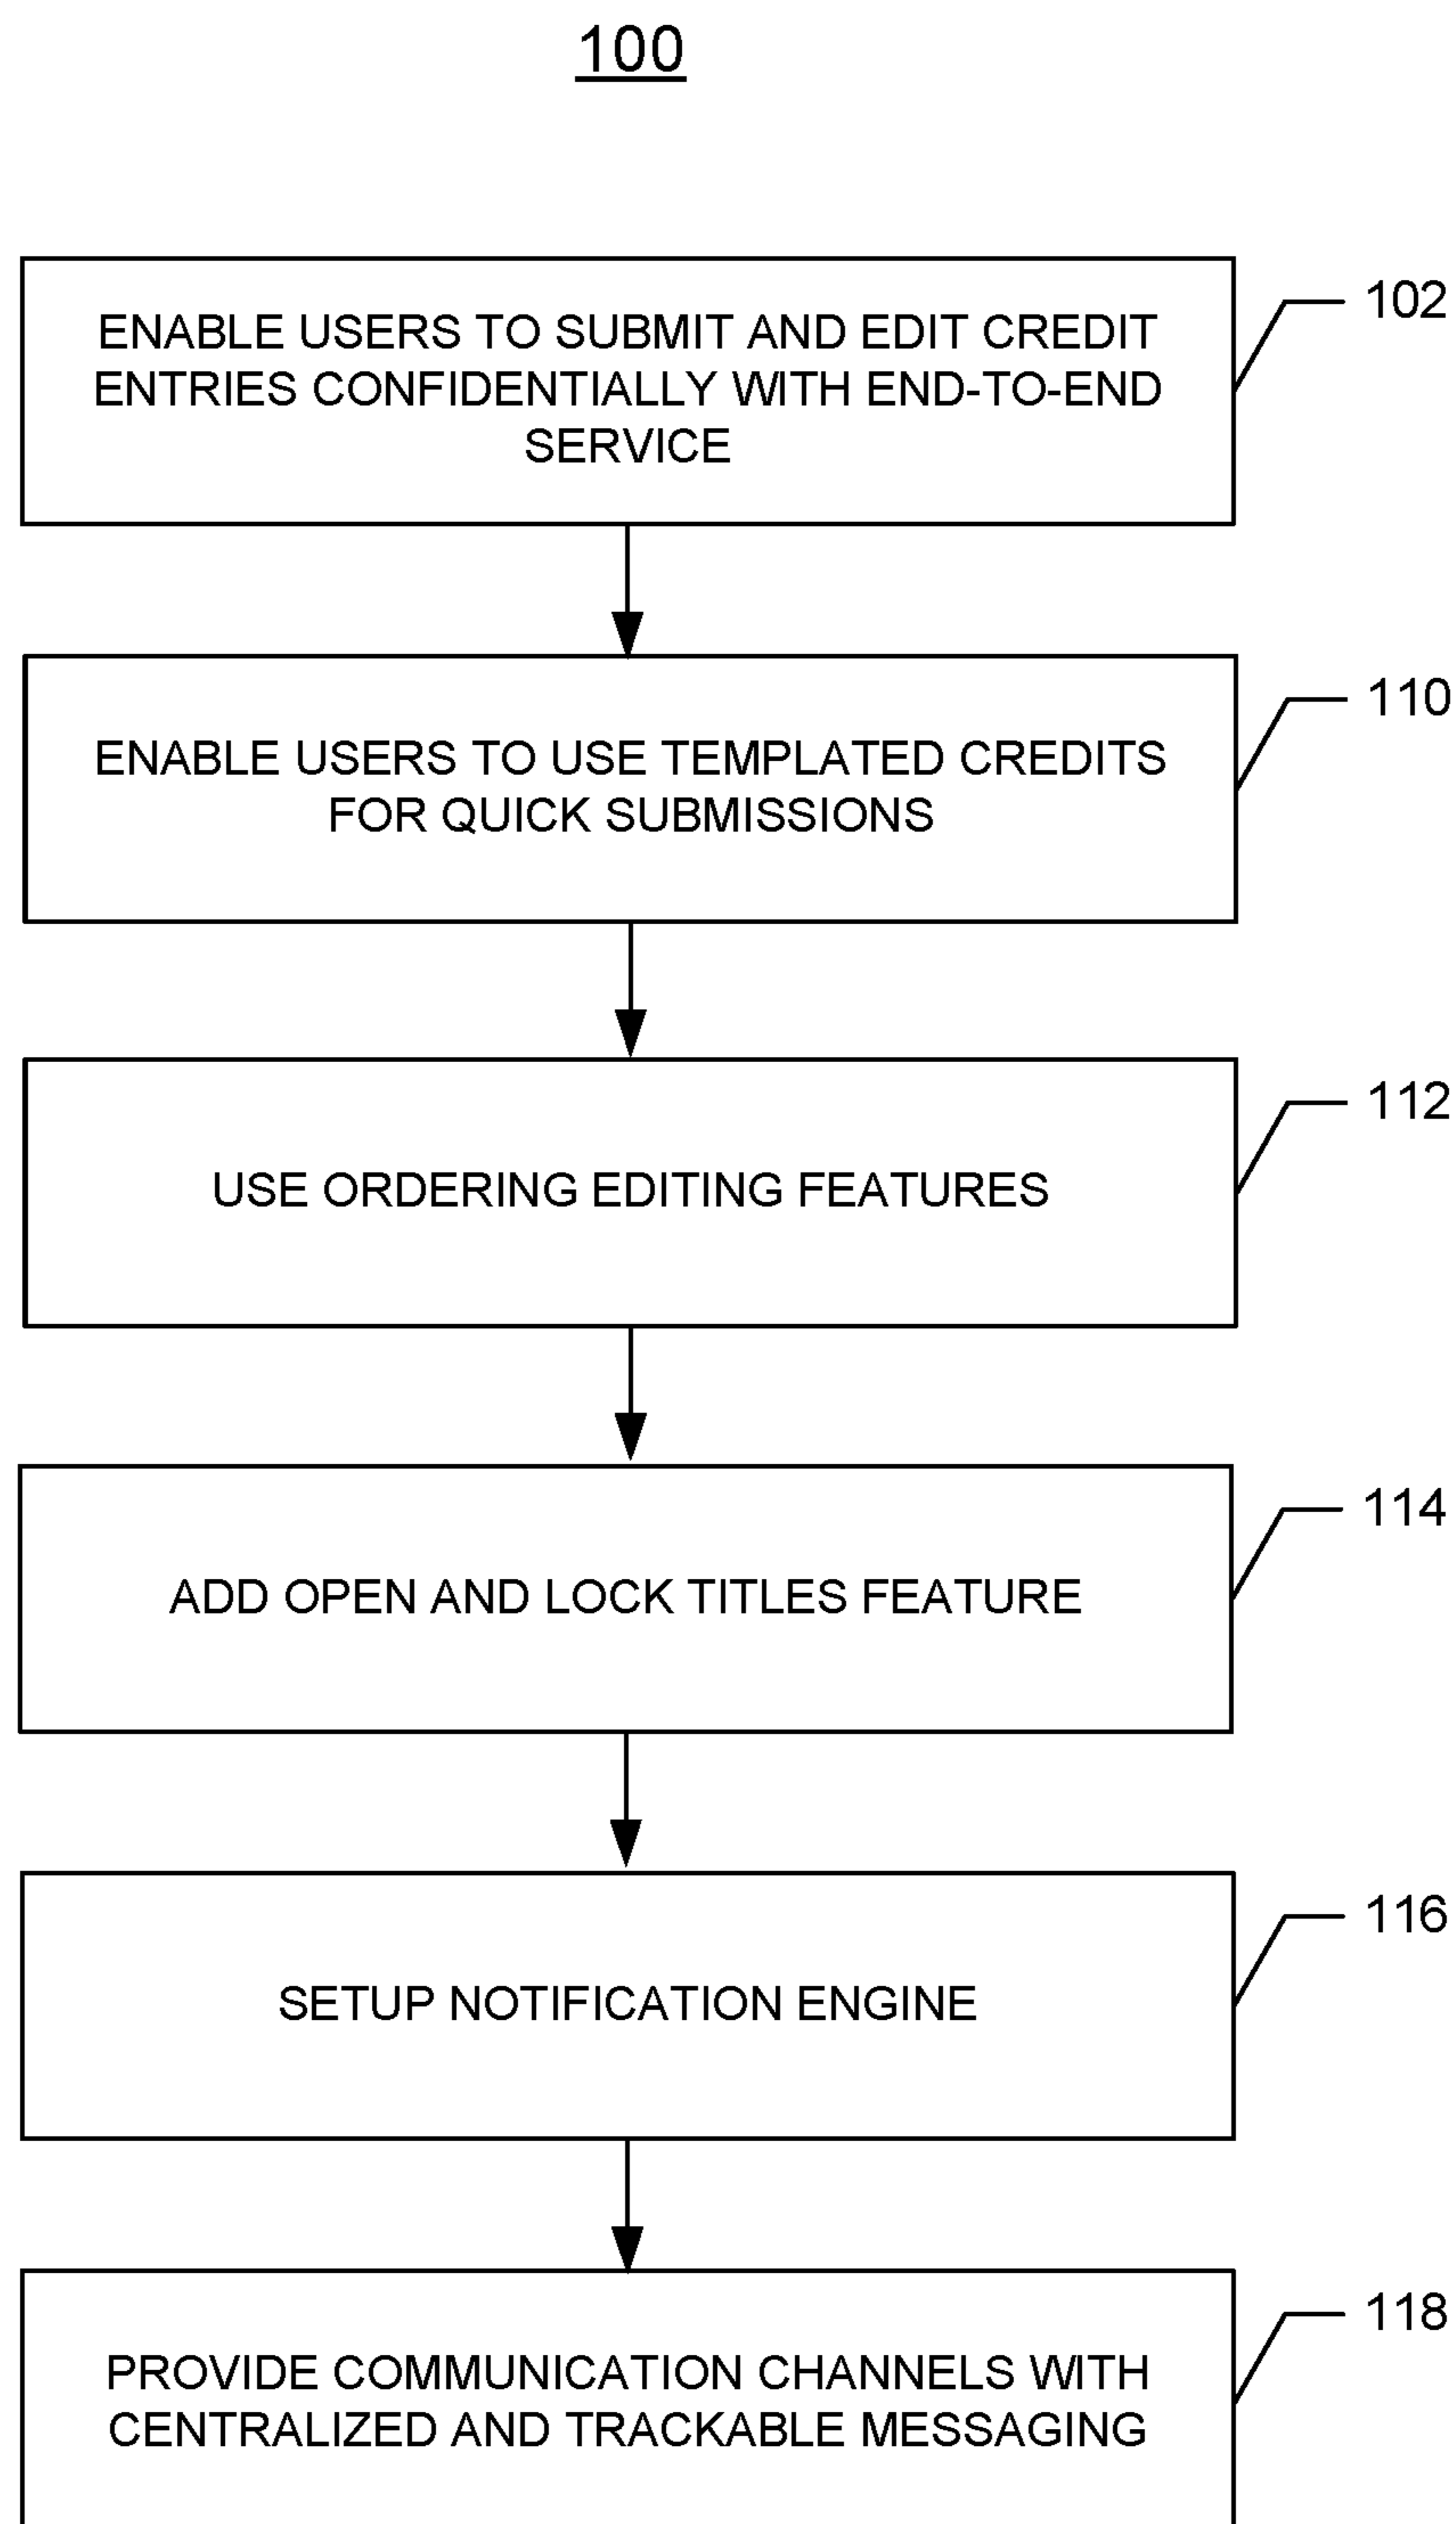 100
ENABLE USERS TO SUBMIT AND EDIT CREDIT
ENTRIES CONFIDENTIALLY WITH END-TO-END
SERVICE
102
ENABLE USERS TO USE TEMPLATED CREDITS
FOR QUICK SUBMISSIONS
110
USE ORDERING EDITING FEATURES
112
ADD OPEN AND LOCK TITLES FEATURE
114
SETUP NOTIFICATION ENGINE
116
PROVIDE COMMUNICATION CHANNELS WITH
CENTRALIZED AND TRACKABLE MESSAGING
118